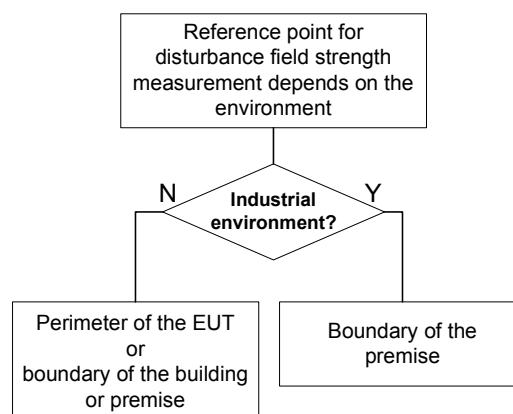 Reference point for
disturbance field strength
measurement depends on the
environment
N
Y
Industrial
environment?
Perimeter of the EUT
or
boundary of the building
or premise
Boundary of the
premise